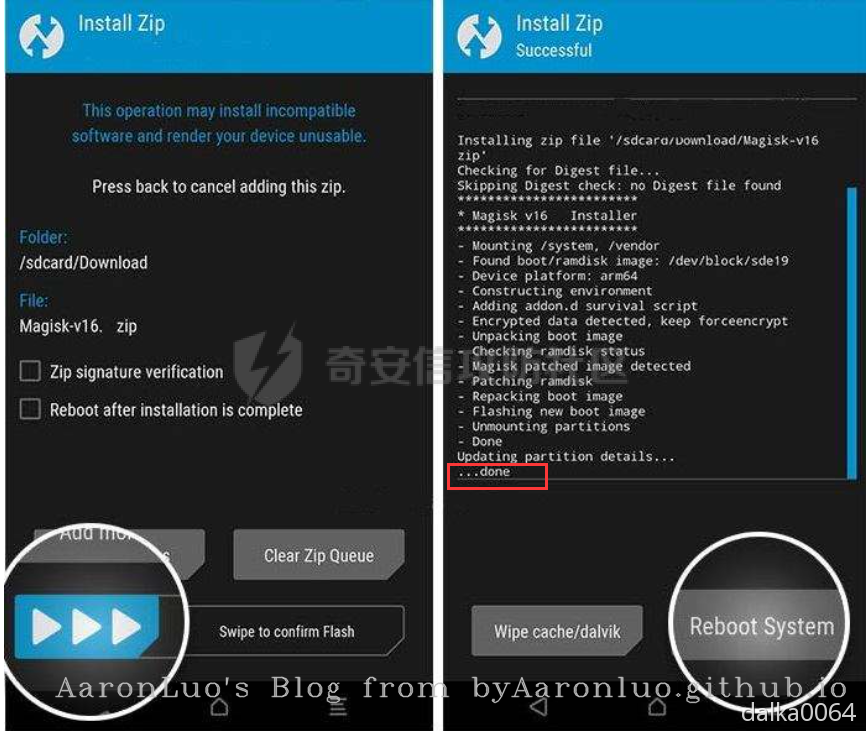 Install Zip
This operation may install incompatible
software and render your device unusable.
Press back to cancel adding this zip.
Folder:
/sdcard/Download
File:
Magisk-v16. zip
Zip signature verification
Reboot after installation is complete
Add mor
s
Clear Zip Queue
Swipe to confirm Flash
Install Zip
Successful
Installing zip file '/sdcard/Download/Magisk-v16
zip'
Checking for Digest file...
Skipping Digest check: no Digest file found
*************************
* Magisk v16 Installer
*************************
- Mounting /system, /vendor
- Found boot/ramdisk image: /dev/block/sde19
- Device platform: arm64
- Constructing environment
- Adding addon.d survival script
- Encrypted data detected, keep forceencrypt
- Unpacking boot image
- Checking ramdisk status
- Magisk patched image detected
- Patching ramdisk
- Repacking boot image
- Flashing new boot image
- Unmounting partitions
- Done
Updating partition details...
...done
Wipe cache/dalvik
Reboot System
奇安信攻防社区
AaronLuo's Blog from byAaronluo.github.io
dalka0064